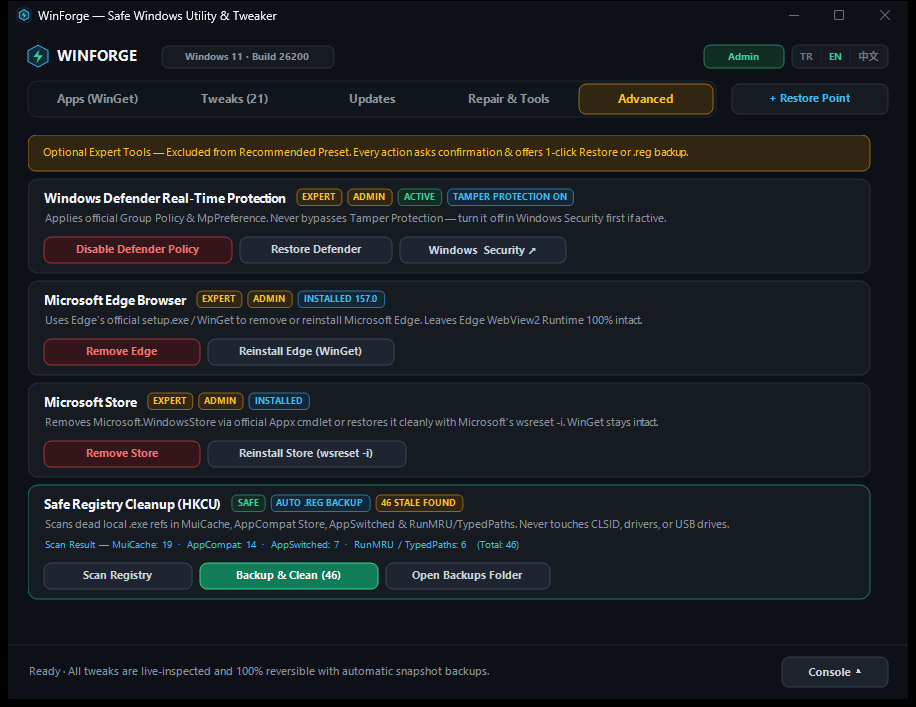 WinForge — Safe Windows Utility & Tweaker
WINFORGE
Windows 11 · Build 26200
Admin
TR EN 中文
Apps (WinGet)
Tweaks (21)
Updates
Repair & Tools
Advanced
+ Restore Point
Optional Expert Tools — Excluded from Recommended Preset. Every action asks confirmation & offers 1-click Restore or .reg backup.
Windows Defender Real-Time Protection EXPERT ADMIN ACTIVE TAMPER PROTECTION ON
Applies official Group Policy & MpPreference. Never bypasses Tamper Protection — turn it off in Windows Security first if active.
Disable Defender Policy
Restore Defender
Windows Security ↗
Microsoft Edge Browser EXPERT ADMIN INSTALLED 157.0
Uses Edge's official setup.exe / WinGet to remove or reinstall Microsoft Edge. Leaves Edge WebView2 Runtime 100% intact.
Remove Edge
Reinstall Edge (WinGet)
Microsoft Store EXPERT ADMIN INSTALLED
Removes Microsoft.WindowsStore via official Appx cmdlet or restores it cleanly with Microsoft's wsreset -i. WinGet stays intact.
Remove Store
Reinstall Store (wsreset -i)
Safe Registry Cleanup (HKCU) SAFE AUTO .REG BACKUP 46 STALE FOUND
Scans dead local .exe refs in MuiCache, AppCompat Store, AppSwitched & RunMRU/TypedPaths. Never touches CLSID, drivers, or USB drives.
Scan Result — MuiCache: 19 · AppCompat: 14 · AppSwitched: 7 · RunMRU / TypedPaths: 6 (Total: 46)
Scan Registry
Backup & Clean (46)
Open Backups Folder
Ready · All tweaks are live-inspected and 100% reversible with automatic snapshot backups.
Console ▲